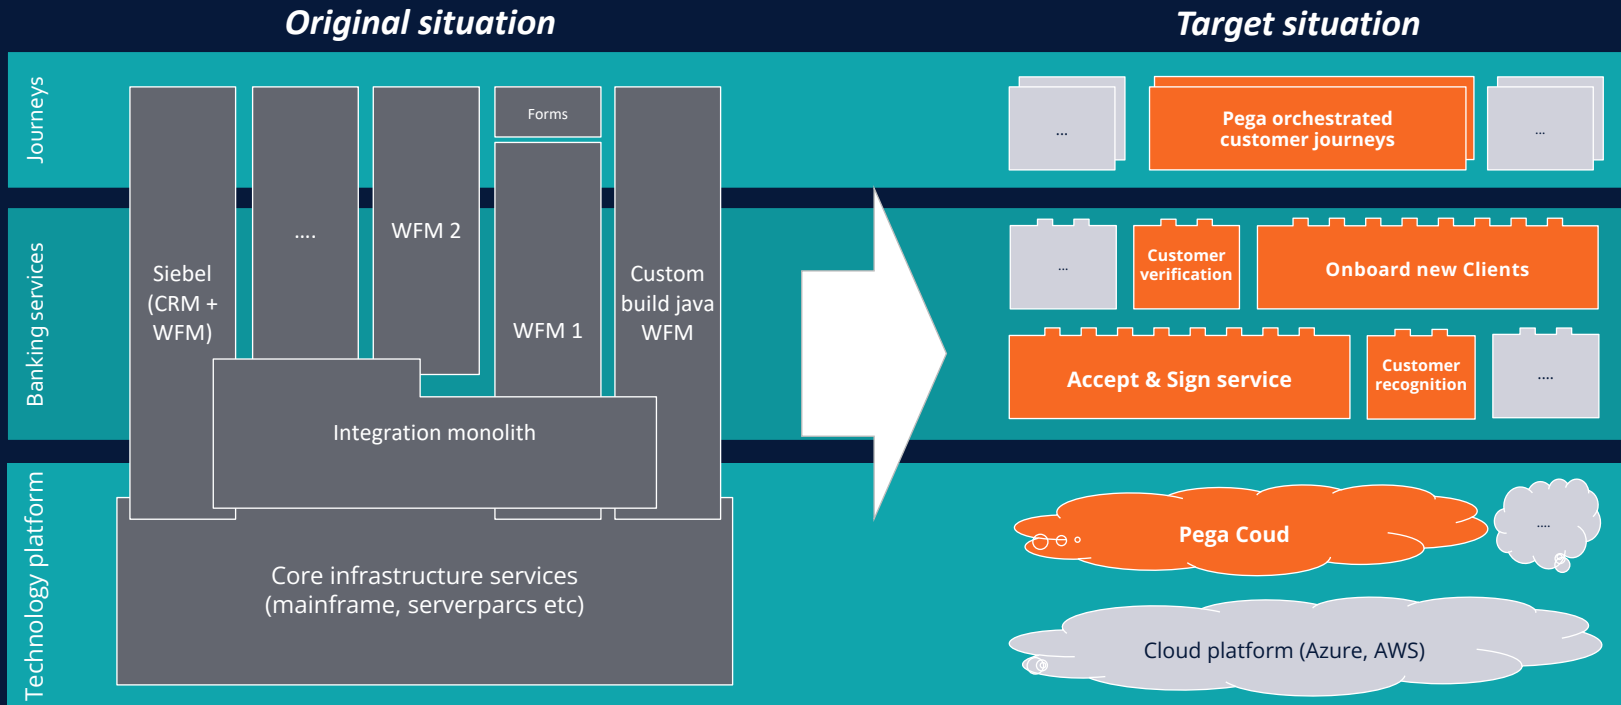 Original situation
Target situation
Journeys
Forms
...
Pega orchestrated
customer journeys
...
Banking services
Siebel
(CRM +
WFM)
....
WFM 2
WFM 1
Custom
build java
WFM
Integration monolith
...
Customer
verification
Onboard new Clients
Accept & Sign service
Customer
recognition
....
Technology platform
Core infrastructure services
(mainframe, serverparcs etc)
Pega Coud
....
Cloud platform (Azure, AWS)